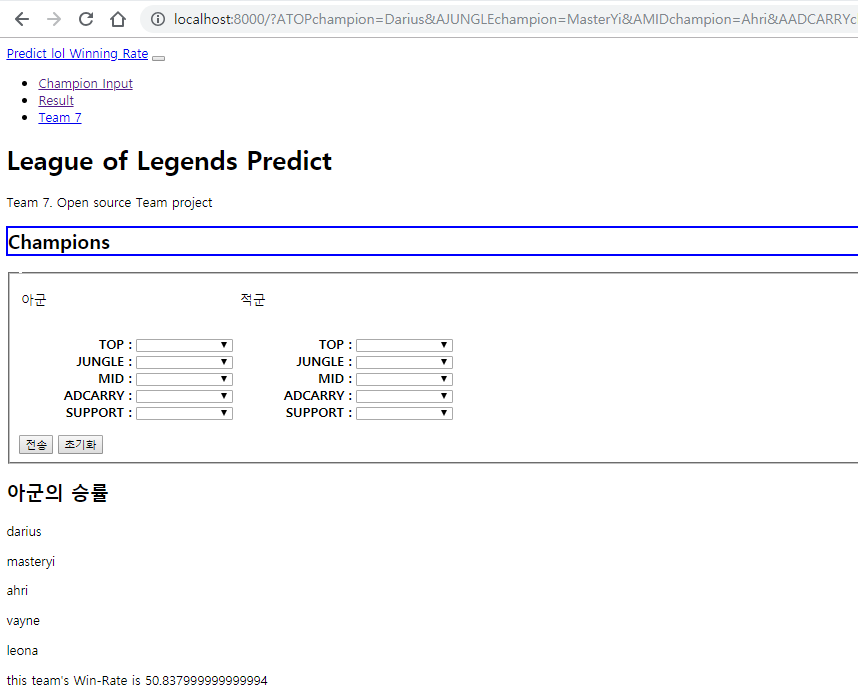 localhost:8000/?ATOPchampion=Darius&AJUNGLEchampion=MasterYi&AMIDchampion=Ahri&AADCARRYc
Predict lol Winning Rate
Champion Input
Result
Team 7
League of Legends Predict
Team 7. Open source Team project
Champions
아군 적군
TOP : TOP :
JUNGLE : JUNGLE :
MID : MID :
ADCARRY : ADCARRY :
SUPPORT : SUPPORT :
전송 초기화
아군의 승률
darius
masteryi
ahri
vayne
leona
this team's Win-Rate is 50.837999999999994